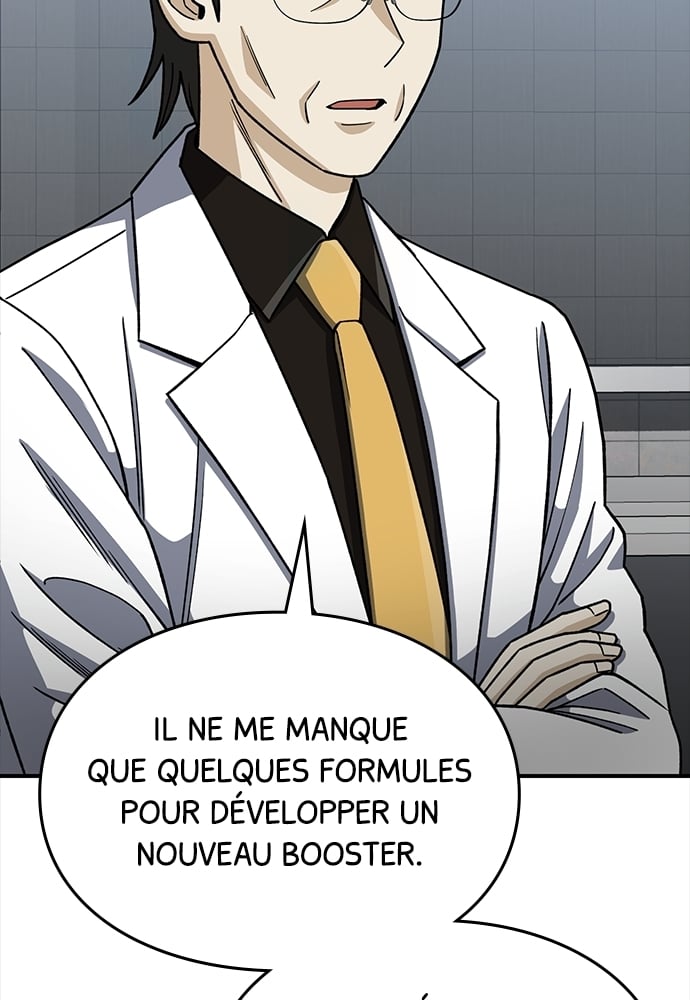 IL NE ME MANQUE
QUE QUELQUES FORMULES
POUR DÉVELOPPER UN
NOUVEAU BOOSTER.